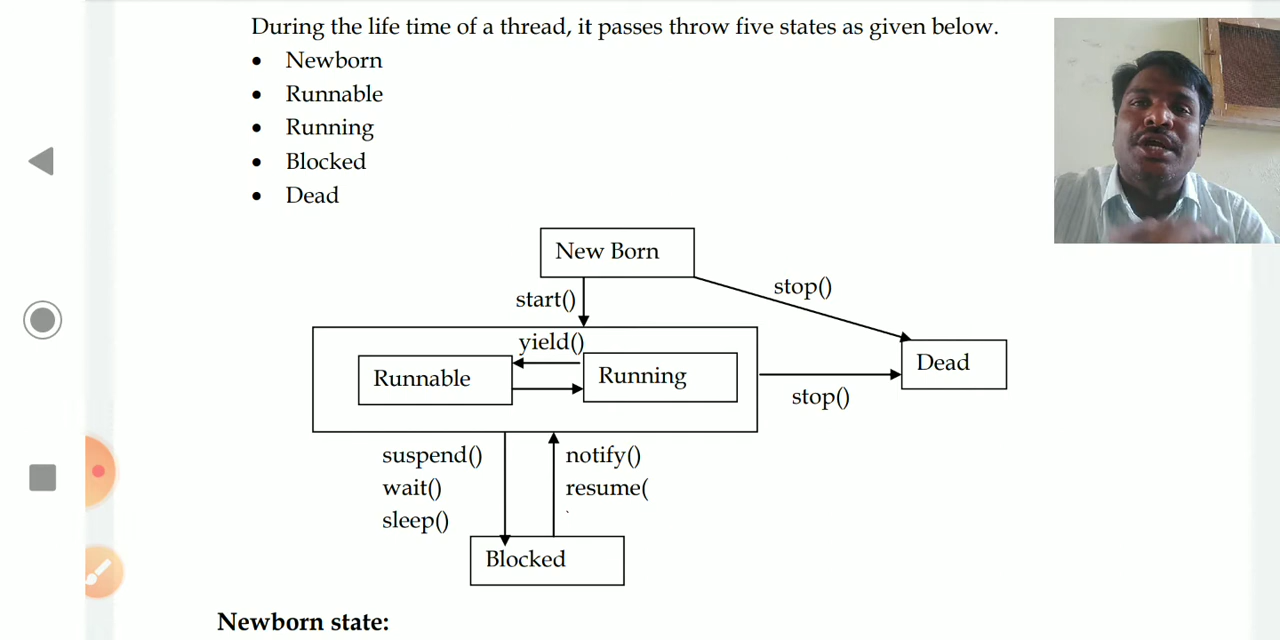 During the life time of a thread, it passes throw five states as given below.
• Newborn
• Runnable
• Running
• Blocked
• Dead
New Born
start()
stop()
yield()
Runnable
Running
Dead
stop()
suspend()
wait()
sleep()
notify()
resume(
Blocked
Newborn state: